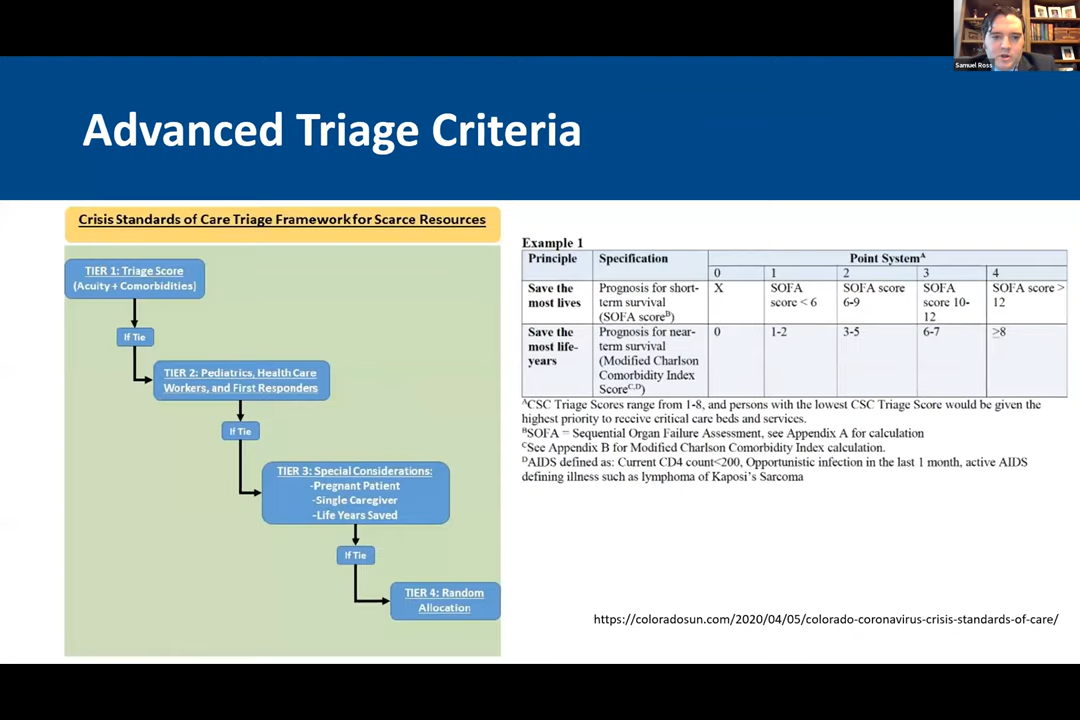 Samuel Ross
Advanced Triage Criteria
Crisis Standards of Care Triage Framework for Scarce Resources
TIER 1: Triage Score
(Acuity + Comorbidities)
If Tie
TIER 2: Pediatrics, Health Care
Workers, and First Responders
If Tie
TIER 3: Special Considerations:
-Pregnant Patient
-Single Caregiver
-Life Years Saved
If Tie
TIER 4: Random
Allocation
Example 1
Principle Specification Point System^A
0 1 2 3 4
Save the Prognosis for short- X SOFA SOFA score SOFA SOFA score >
most lives term survival score < 6 6-9 score 10- 12
(SOFA score^B) 12
Save the Prognosis for near- 0 1-2 3-5 6-7 ≥8
most life- term survival
years (Modified Charlson
Comorbidity Index
Score^C,D)
^ACSC Triage Scores range from 1-8, and persons with the lowest CSC Triage Score would be given the
highest priority to receive critical care beds and services.
^BSOFA = Sequential Organ Failure Assessment, see Appendix A for calculation
^CSee Appendix B for Modified Charlson Comorbidity Index calculation.
^DAIDS defined as: Current CD4 count<200, Opportunistic infection in the last 1 month, active AIDS
defining illness such as lymphoma of Kaposi's Sarcoma
https://coloradosun.com/2020/04/05/colorado-coronavirus-crisis-standards-of-care/